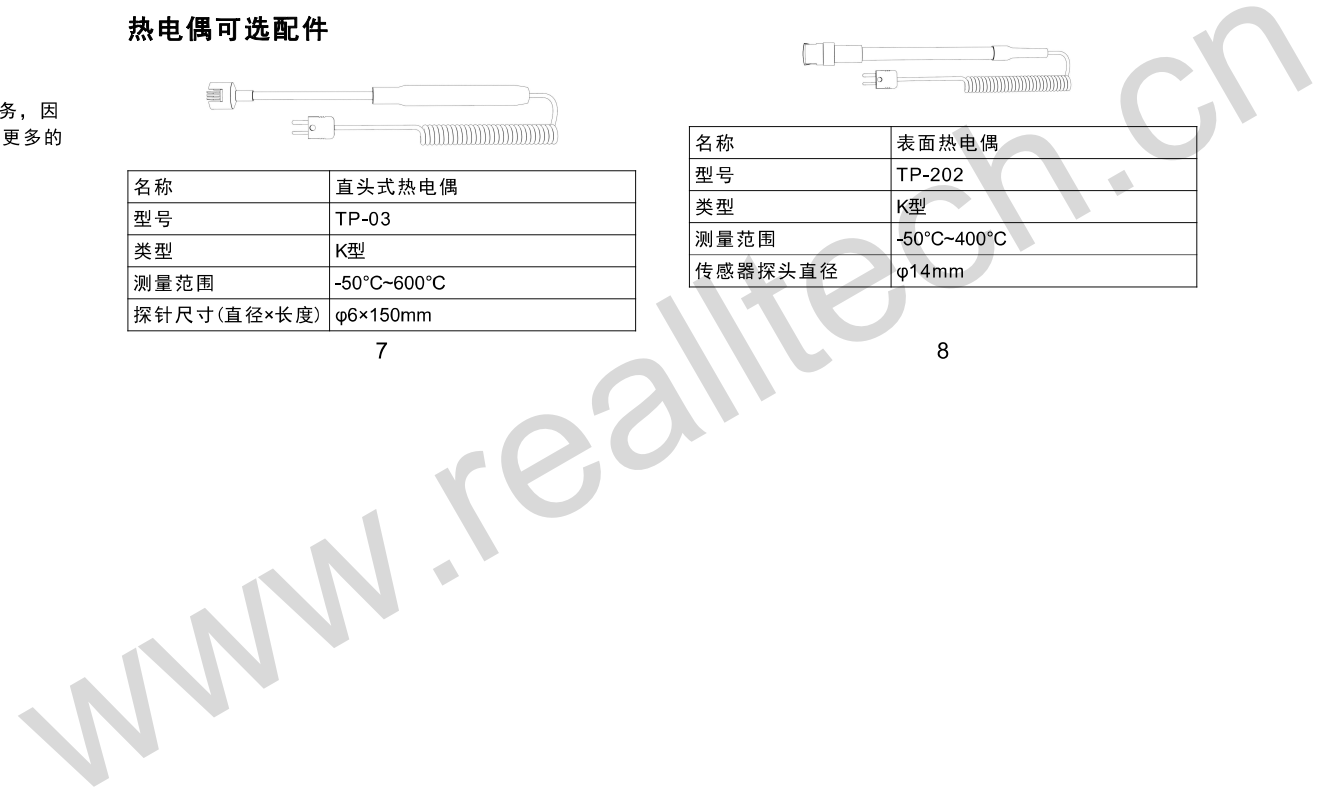 务，因
更多的
热电偶可选配件
名称 直头式热电偶
型号 TP-03
类型 K型
测量范围 -50°C~600°C
探针尺寸(直径×长度) φ6×150mm
7
名称 表面热电偶
型号 TP-202
类型 K型
测量范围 -50°C~400°C
传感器探头直径 φ14mm
8
www.realltech.cn